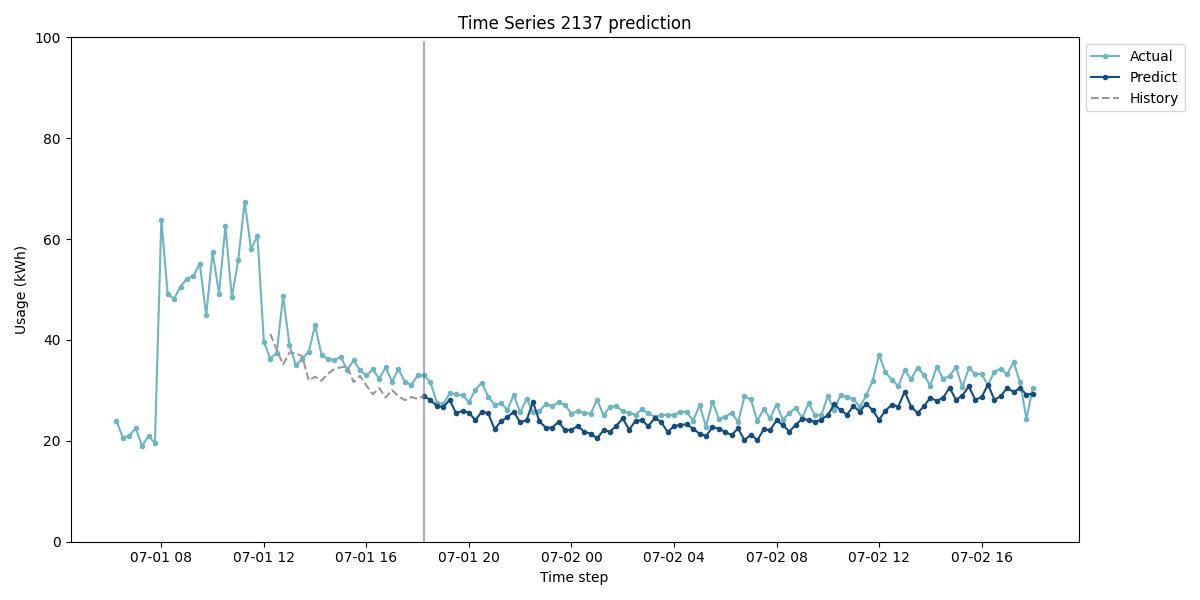 Time Series 2137 prediction
100
80
60
40
20
0
Usage (kWh)
07-01 08
07-01 12
07-01 16
07-01 20
07-02 00
07-02 04
07-02 08
07-02 12
07-02 16
Time step
Actual
Predict
History